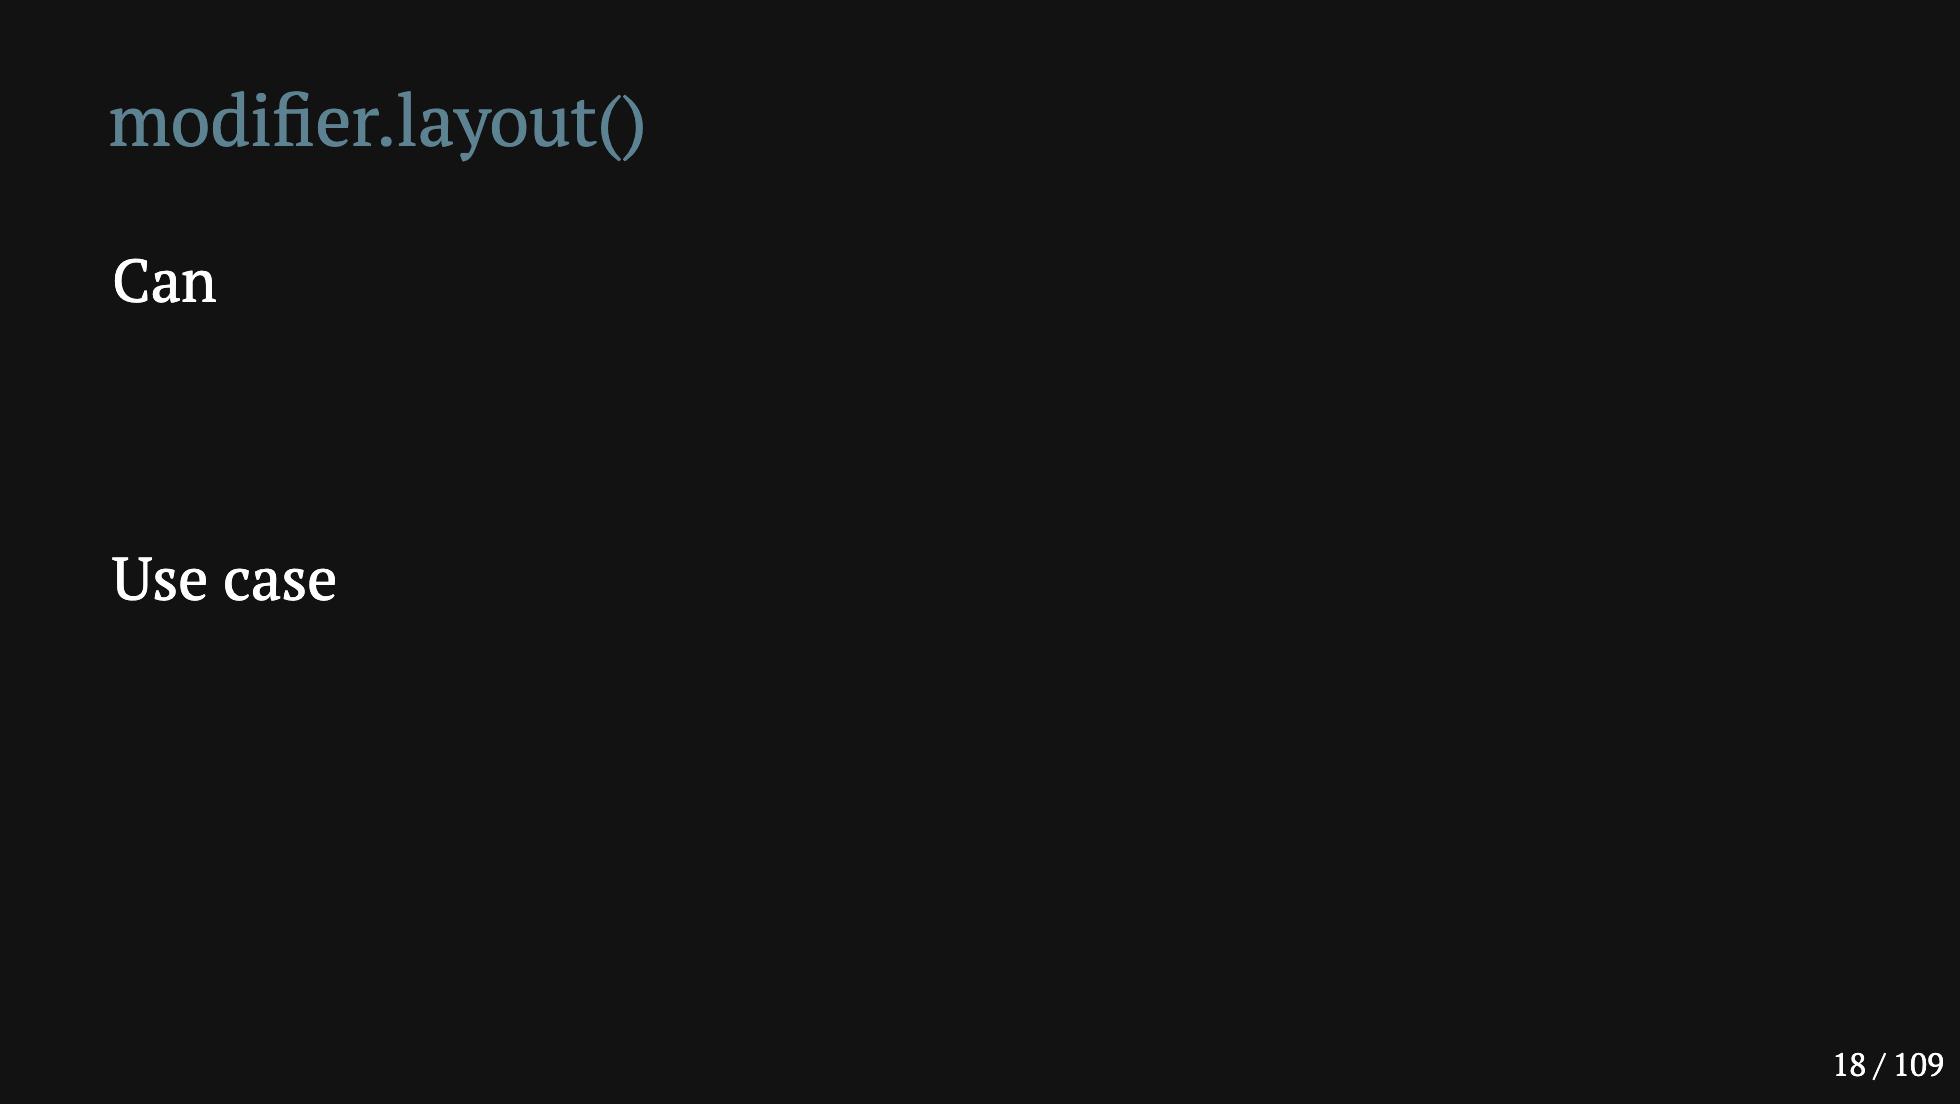 modifier.layout()
Can
Use case
18 / 109